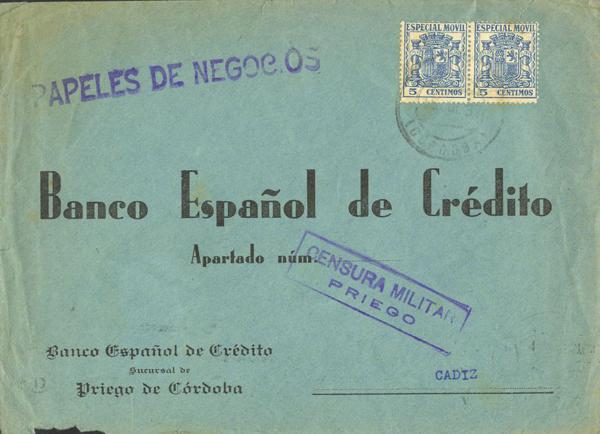 PAPELES DE NEGOC.OS
ESPECIAL MOVIL ESPECIAL MOVIL
5 CENTIMOS 5 CENTIMOS
(CORDOBA)
Banco Español de Crédito
Apartado núm.
CENSURA MILITAR
PRIEGO
Banco Español de Crédito
Sucursal de
Priego de Córdoba
CADIZ